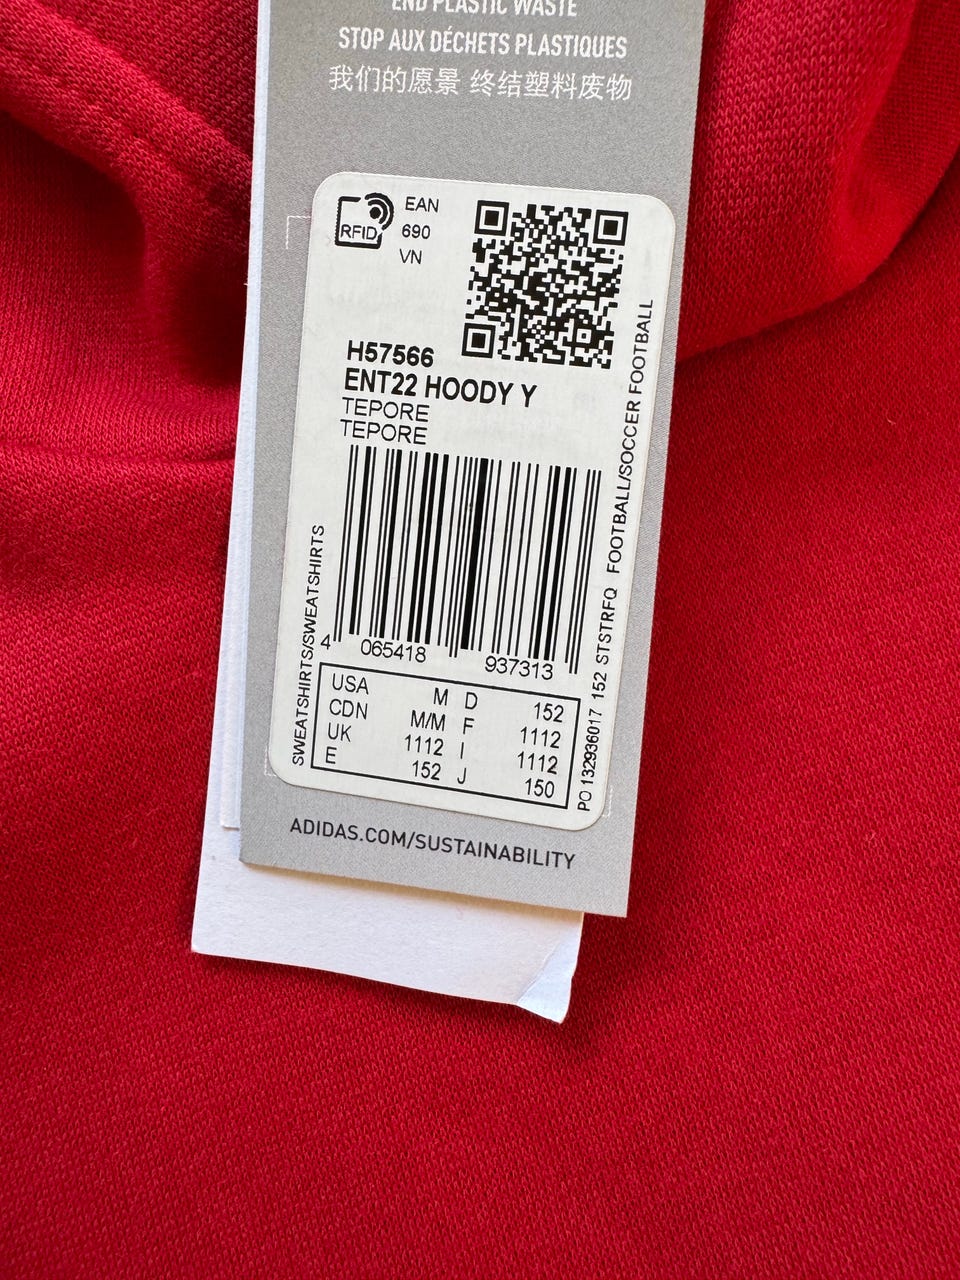 END PLASTIC WASTE
STOP AUX DÉCHETS PLASTIQUES
我们的愿景 终结塑料废物
RFID
EAN
690
VN
H57566
ENT22 HOODY Y
TEPORE
TEPORE
4 065418 937313
SWEATSHIRTS/SWEATSHIRTS
PO 132936017 152 STSTRFQ FOOTBALL/SOCCER FOOTBALL
USA M D 152
CDN M/M F 1112
UK 1112 I 1112
E 152 J 150
ADIDAS.COM/SUSTAINABILITY